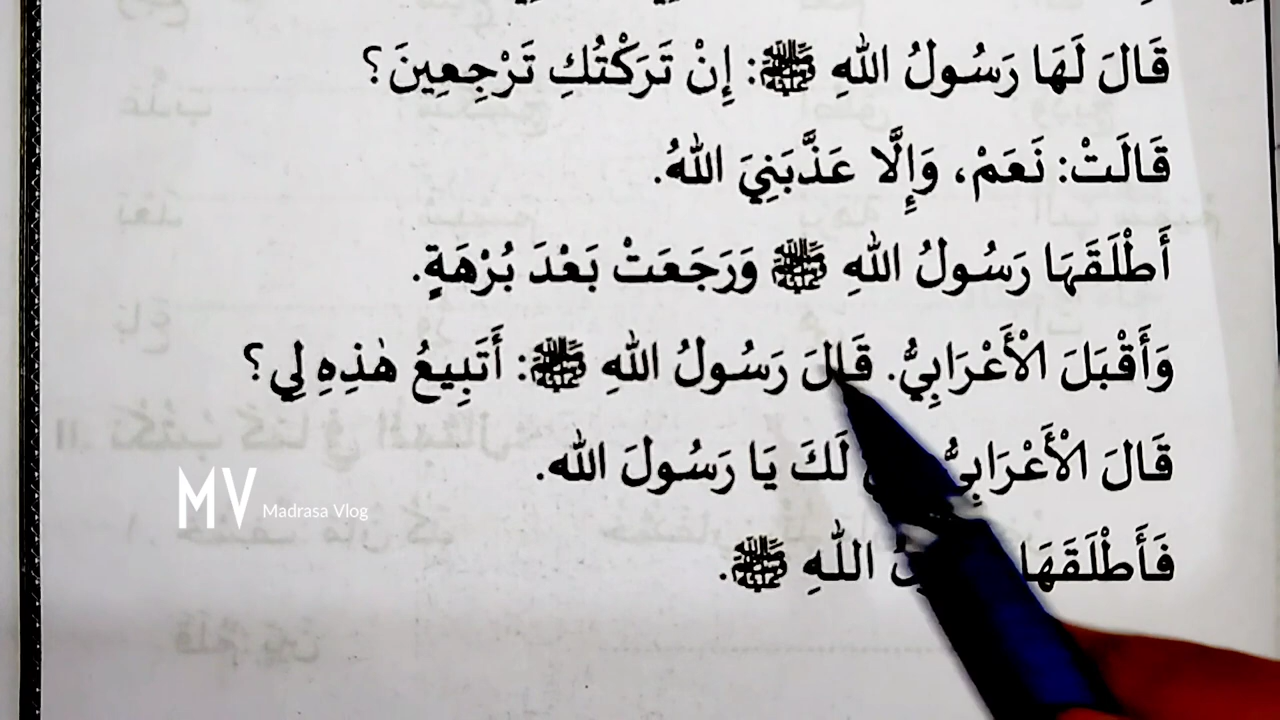 قَالَ لَهَا رَسُولُ اللهِ ﷺ: إِنْ تَرَكْتُكِ تَرْجِعِينَ؟
قَالَتْ: نَعَمْ، وَإِلَّا عَذَّبَنِيَ اللهُ.
أَطْلَقَهَا رَسُولُ اللهِ ﷺ وَرَجَعَتْ بَعْدَ بُرْهَةٍ.
وَأَقْبَلَ الْأَعْرَابِيُّ. قَالَ رَسُولُ اللهِ ﷺ: أَتَبِيعُ هٰذِهِ لِي؟
قَالَ الْأَعْرَابِيُّ لَكَ يَا رَسُولَ الله.
فَأَطْلَقَهَا اللهِ ﷺ.
MV Madrasa Vlog